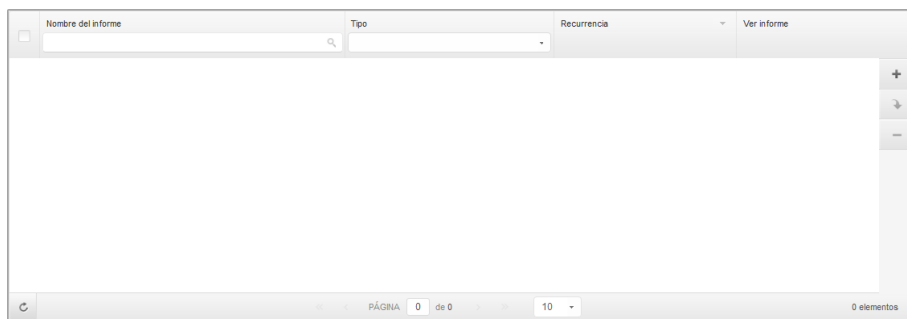 Nombre del informe Tipo Recurrencia Ver informe
PÁGINA 0 de 0 10 0 elementos